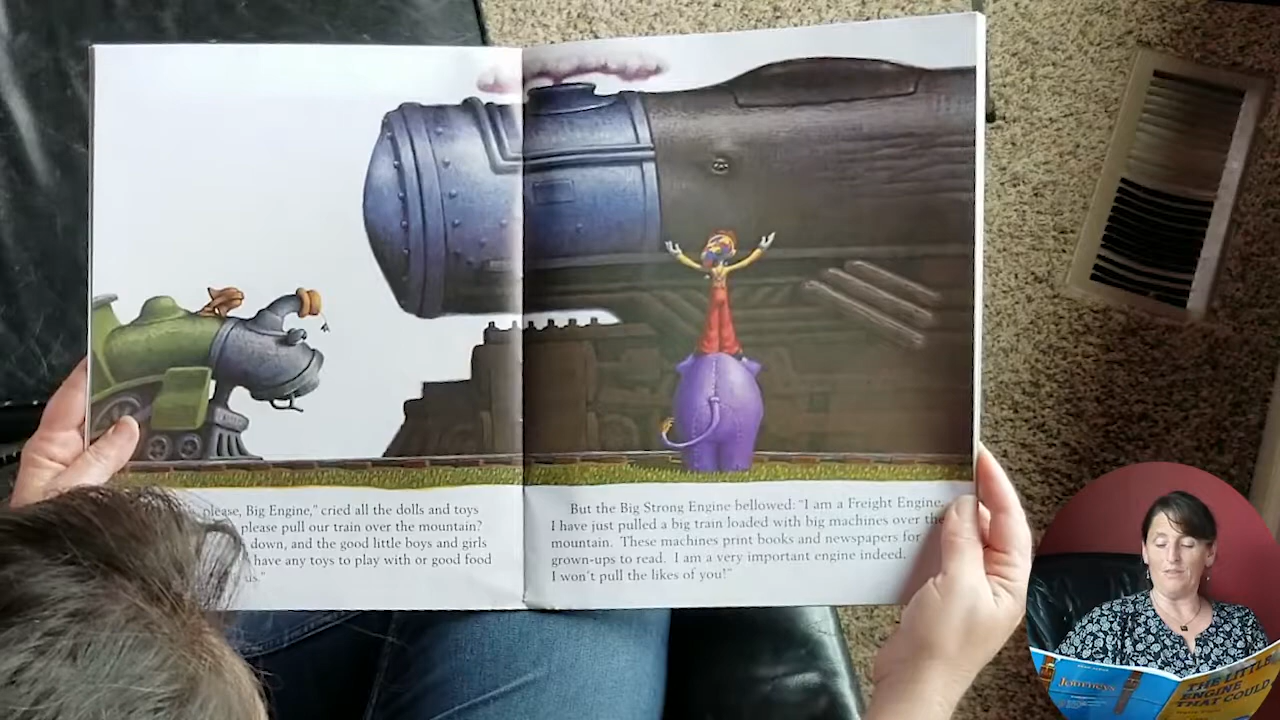 please, Big Engine," cried all the dolls and toys
please pull our train over the mountain?
down, and the good little boys and girls
have any toys to play with or good food
us."
But the Big Strong Engine bellowed: "I am a Freight Engine,
I have just pulled a big train loaded with big machines over the
mountain. These machines print books and newspapers for
grown-ups to read. I am a very important engine indeed.
I won't pull the likes of you!"
Journeys
THE LITTLE
ENGINE
THAT COULD